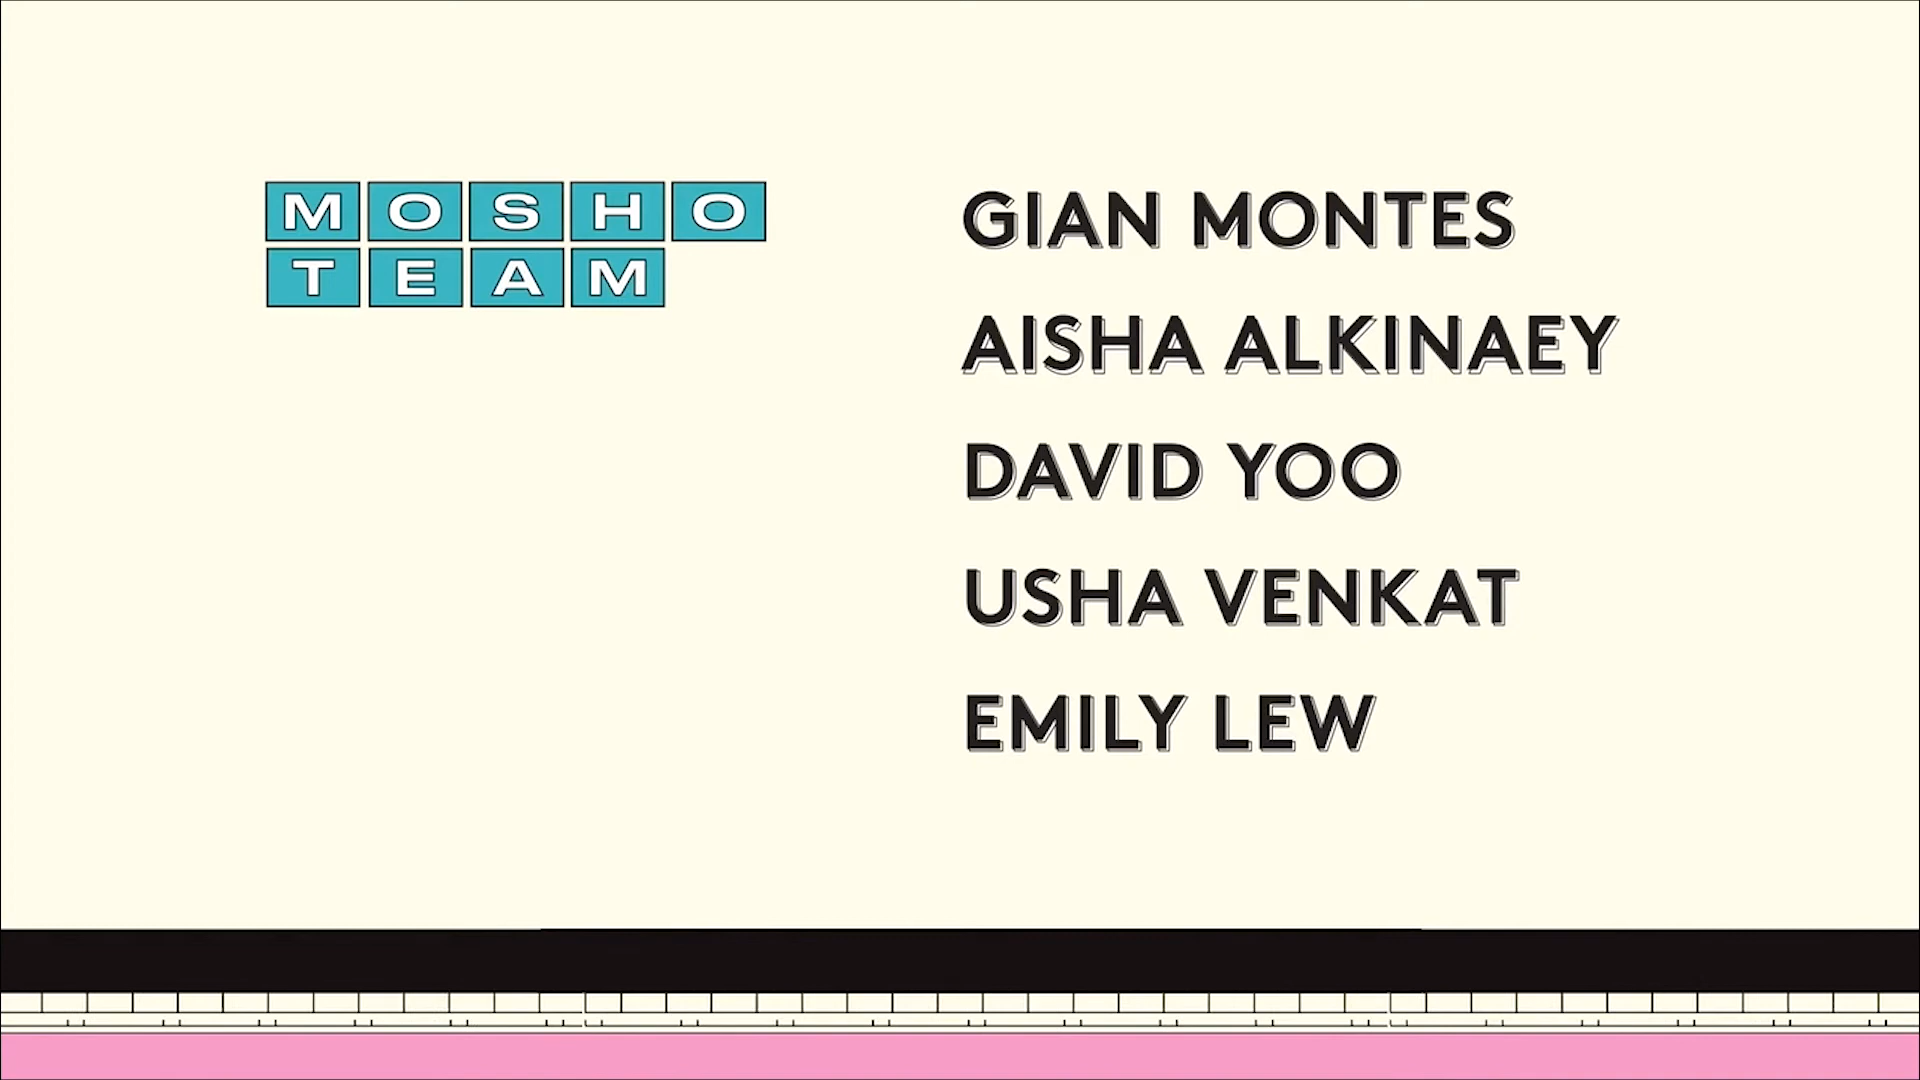 MOSHO
TEAM
GIAN MONTES
AISHA ALKINAEY
DAVID YOO
USHA VENKAT
EMILY LEW